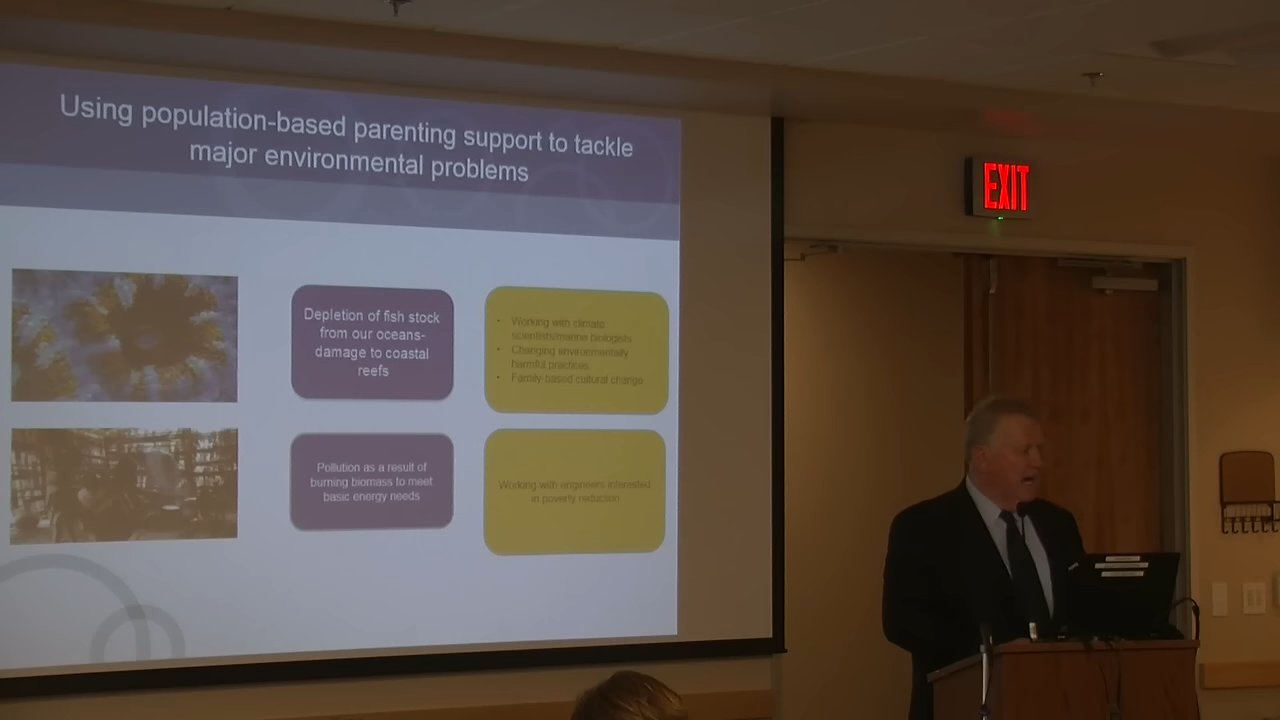 Using population-based parenting support to tackle
major environmental problems
Depletion of fish stock
from our oceans-
damage to coastal
reefs
• Working with climate
scientists/marine biologists
• Changing environmentally
harmful practices
• Family-based cultural change
Pollution as a result of
burning biomass to meet
basic energy needs
Working with engineers interested
in poverty reduction
EXIT